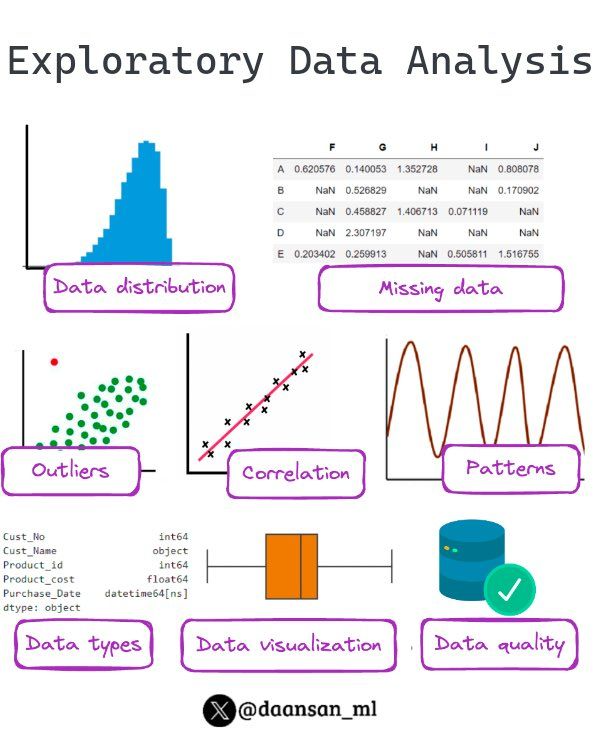 Exploratory Data Analysis
F G H I J
A 0.620576 0.140053 1.352728 NaN 0.808078
B NaN 0.526829 NaN NaN 0.170902
C NaN 0.458827 1.406713 0.071119 NaN
D NaN 2.307197 NaN NaN NaN
E 0.203402 0.259913 NaN 0.505811 1.516755
Data distribution
Missing data
Outliers
Correlation
Patterns
Cust_No int64
Cust_Name object
Product_id int64
Product_cost float64
Purchase_Date datetime64[ns]
dtype: object
Data types
Data visualization
Data quality
X @daansan_ml